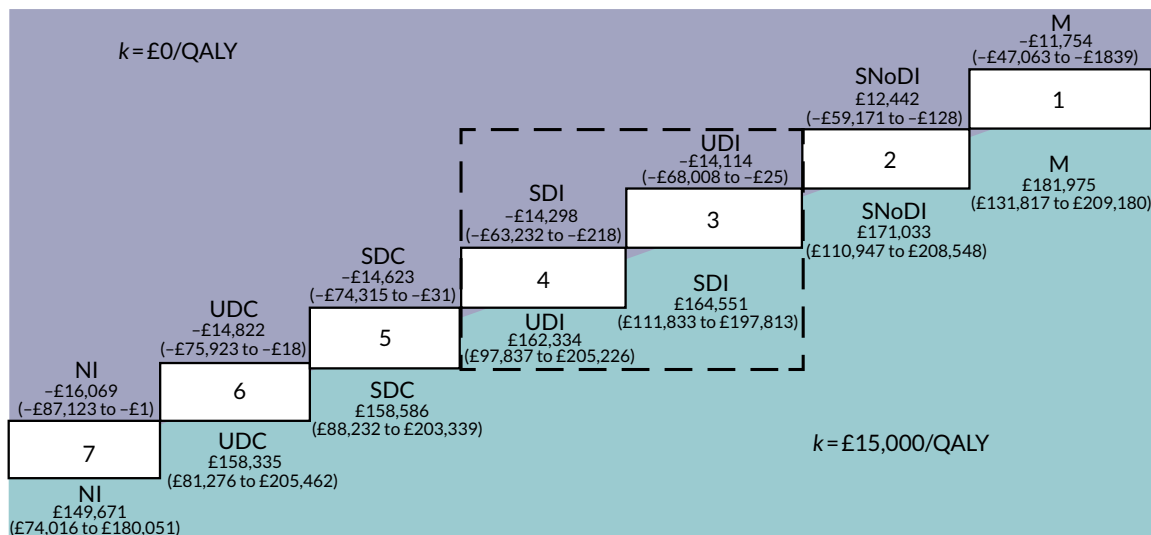 k = £0/QALY
M
–£11,754
(–£47,063 to –£1839)
1
M
£181,975
(£131,817 to £209,180)
SNoDI
£12,442
(–£59,171 to –£128)
2
SNoDI
£171,033
(£110,947 to £208,548)
UDI
–£14,114
(–£68,008 to –£25)
3
SDI
£164,551
(£111,833 to £197,813)
SDI
–£14,298
(–£63,232 to –£218)
4
UDI
£162,334
(£97,837 to £205,226)
SDC
–£14,623
(–£74,315 to –£31)
5
SDC
£158,586
(£88,232 to £203,339)
UDC
–£14,822
(–£75,923 to –£18)
6
UDC
£158,335
(£81,276 to £205,462)
NI
–£16,069
(–£87,123 to –£1)
7
NI
£149,671
(£74,016 to £180,051)
k = £15,000/QALY